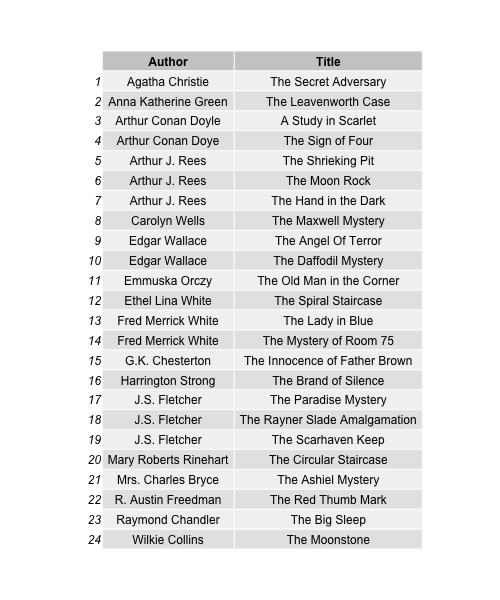 Author Title
1 Agatha Christie The Secret Adversary
2 Anna Katherine Green The Leavenworth Case
3 Arthur Conan Doyle A Study in Scarlet
4 Arthur Conan Doye The Sign of Four
5 Arthur J. Rees The Shrieking Pit
6 Arthur J. Rees The Moon Rock
7 Arthur J. Rees The Hand in the Dark
8 Carolyn Wells The Maxwell Mystery
9 Edgar Wallace The Angel Of Terror
10 Edgar Wallace The Daffodil Mystery
11 Emmuska Orczy The Old Man in the Corner
12 Ethel Lina White The Spiral Staircase
13 Fred Merrick White The Lady in Blue
14 Fred Merrick White The Mystery of Room 75
15 G.K. Chesterton The Innocence of Father Brown
16 Harrington Strong The Brand of Silence
17 J.S. Fletcher The Paradise Mystery
18 J.S. Fletcher The Rayner Slade Amalgamation
19 J.S. Fletcher The Scarhaven Keep
20 Mary Roberts Rinehart The Circular Staircase
21 Mrs. Charles Bryce The Ashiel Mystery
22 R. Austin Freedman The Red Thumb Mark
23 Raymond Chandler The Big Sleep
24 Wilkie Collins The Moonstone